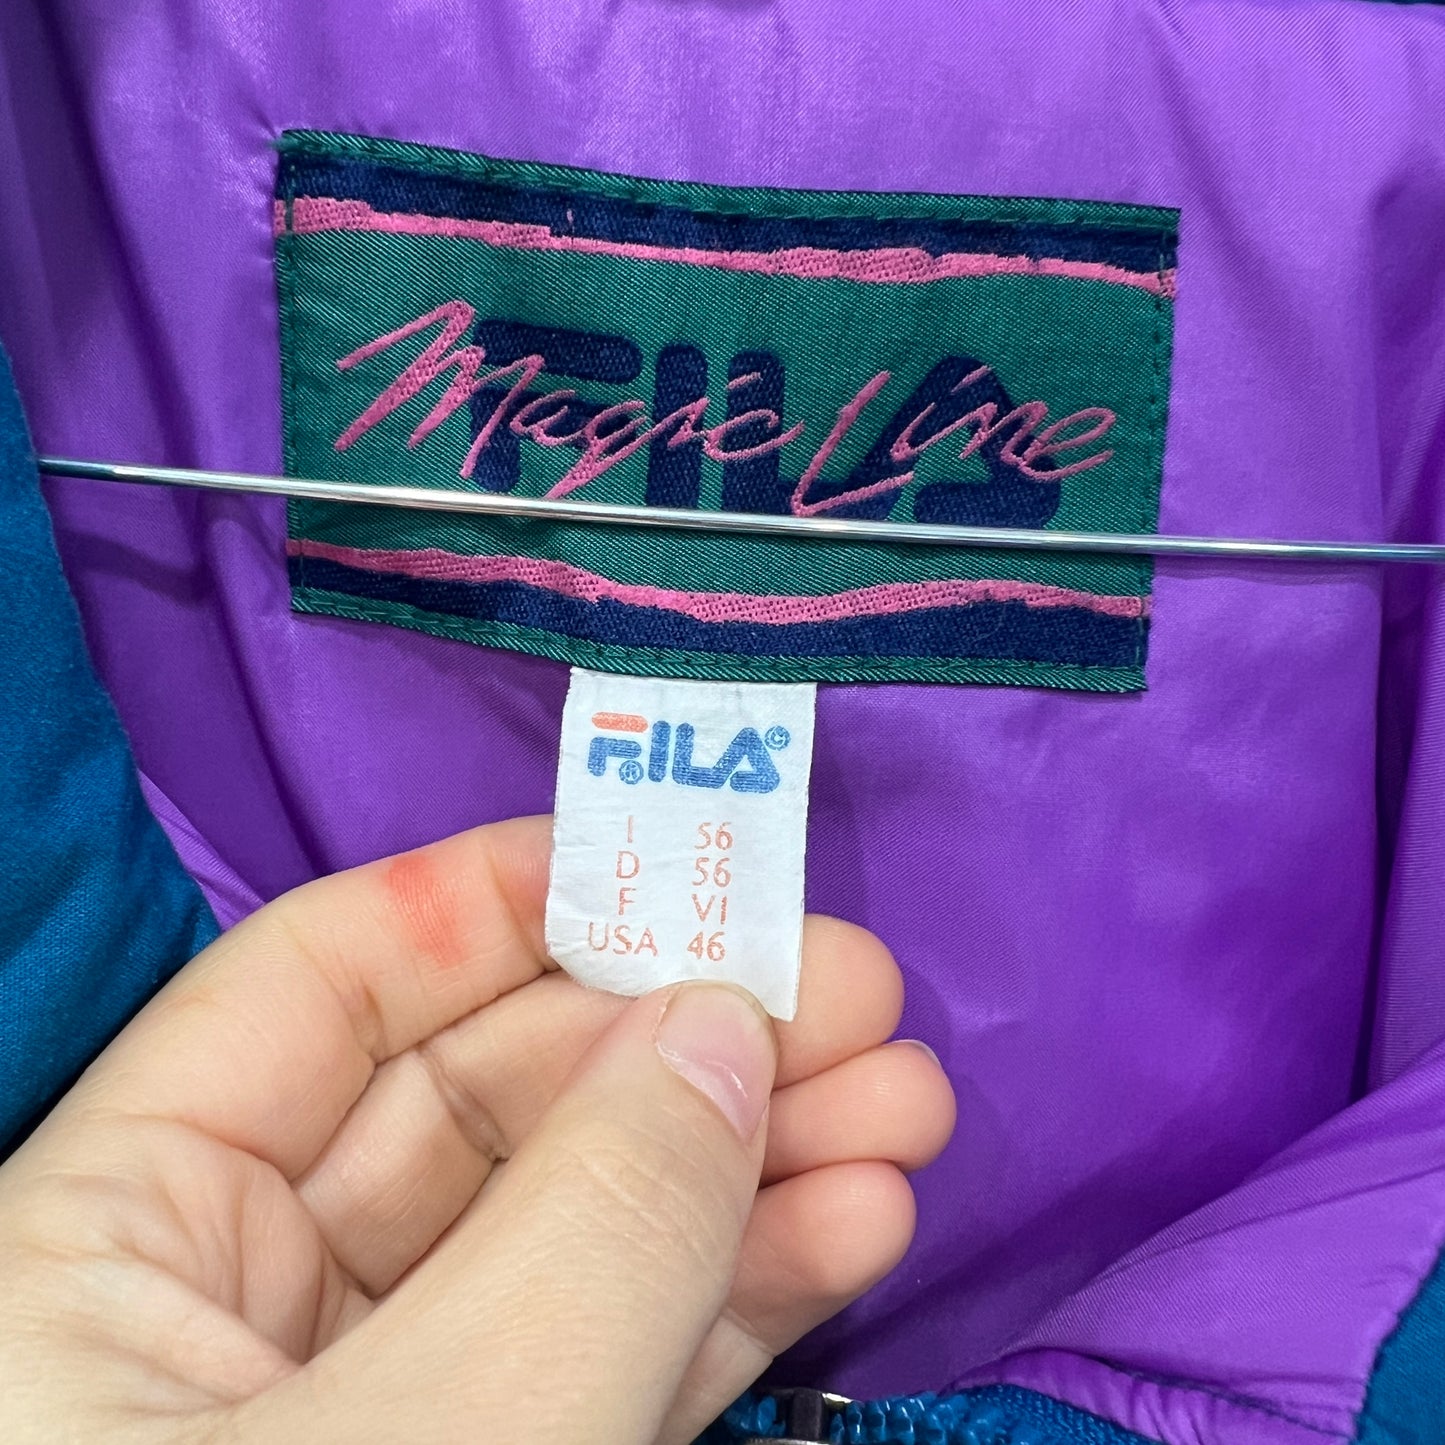 FILA
Magic Line
FILA
I 56
D 56
F VI
USA 46